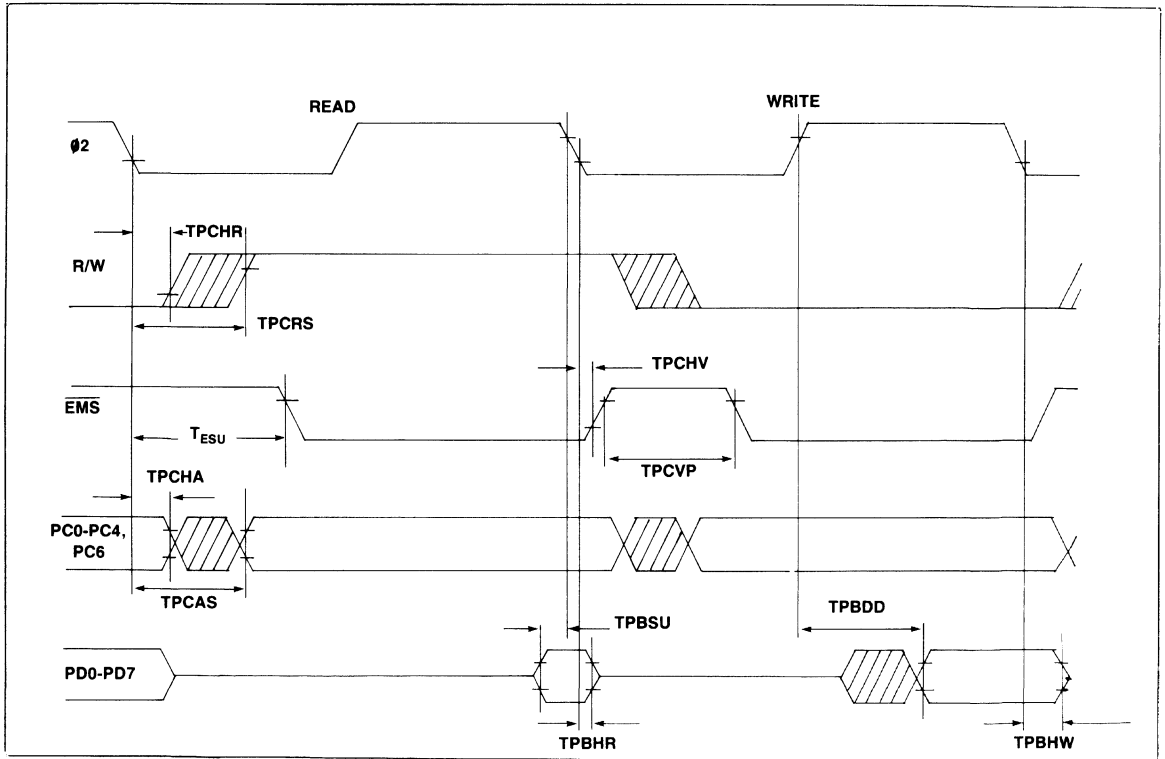 READ
WRITE
ø2
TPCHR
R/W
TPCRS
TPCHV
EMS
TESU
TPCVP
TPCHA
PC0-PC4,
PC6
TPCAS
TPBSU
TPBDD
PD0-PD7
TPBHR
TPBHW